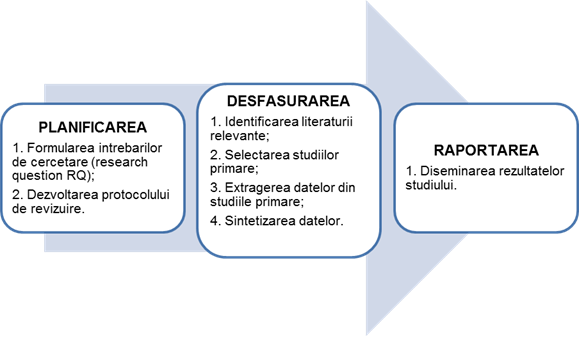 PLANIFICAREA
1. Formularea intrebarilor
de cercetare (research
question RQ);
2. Dezvoltarea protocolului
de revizuire.
DESFASURAREA
1. Identificarea literaturii
relevante;
2. Selectarea studiilor
primare;
3. Extragerea datelor din
studiile primare;
4. Sintetizarea datelor.
RAPORTAREA
1. Diseminarea rezultatelor
studiului.